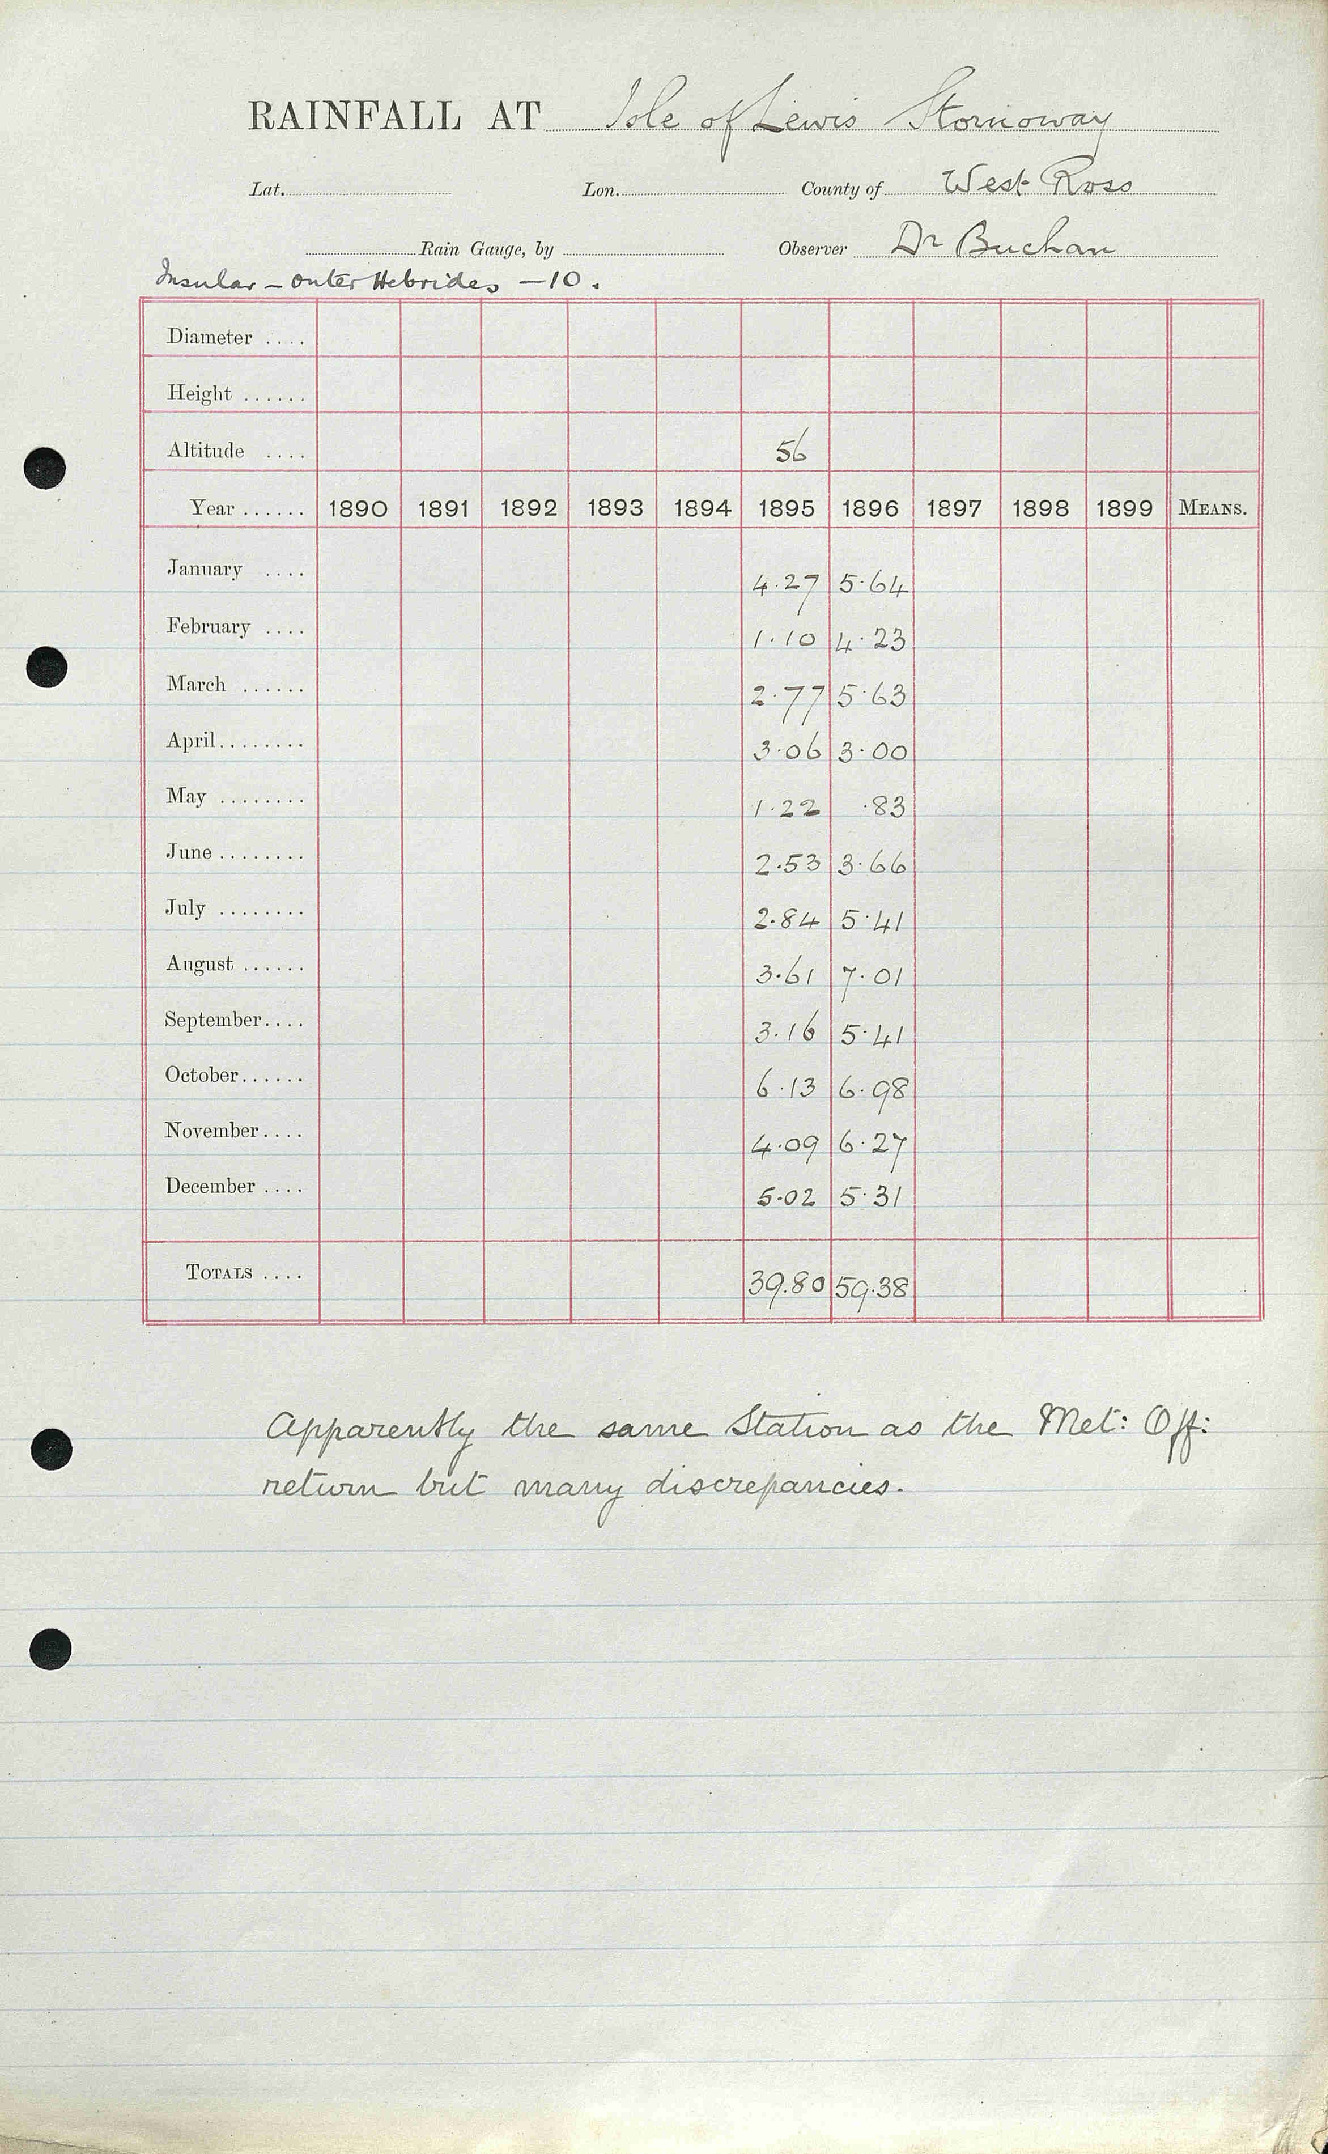 RAINFALL AT Isle of Lewis Stornoway
Lat. Lon. County of West Ross
Rain Gauge, by Observer Dr Buchan
Insular – Outer Hebrides – 10.
Diameter ....
Height ......
Altitude .... 56
Year ...... 1890 1891 1892 1893 1894 1895 1896 1897 1898 1899 MEANS.
January .... 4.27 5.64
February .... 1.10 4.23
March ...... 2.77 5.63
April........ 3.06 3.00
May ........ 1.22 .83
June ........ 2.53 3.66
July ........ 2.84 5.41
August ...... 3.61 7.01
September.... 3.16 5.41
October...... 6.13 6.98
November.... 4.09 6.27
December .... 5.02 5.31
TOTALS .... 39.80 59.38
Apparently the same Station as the Met: Off:
return but many discrepancies.